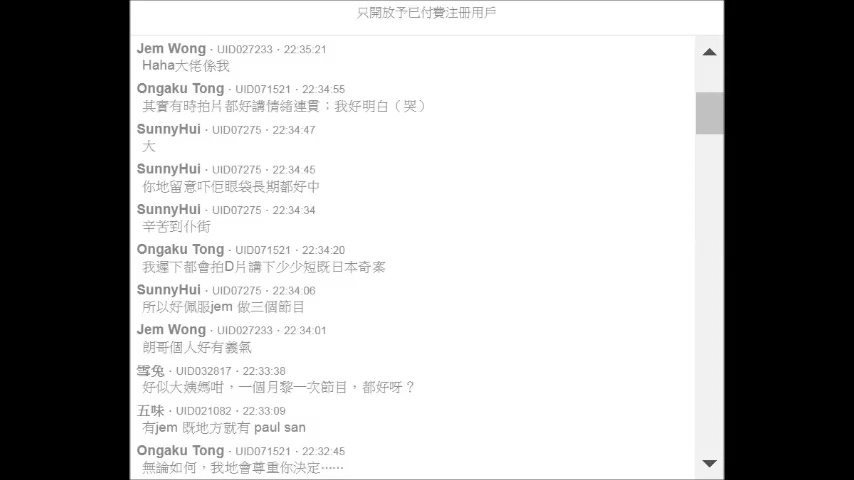 只開放予已付費注册用戶
Jem Wong · UID027233 · 22:35:21
Haha大佬係我
Ongaku Tong · UID071521 · 22:34:55
其實有時拍片都好講情緒連貫；我好明白（哭）
SunnyHui · UID07275 · 22:34:47
大
SunnyHui · UID07275 · 22:34:45
你地留意吓佢眼袋長期都好中
SunnyHui · UID07275 · 22:34:34
辛苦到仆街
Ongaku Tong · UID071521 · 22:34:20
我遲下都會拍D片講下少少短既日本奇案
SunnyHui · UID07275 · 22:34:06
所以好佩服jem 做三個節目
Jem Wong · UID027233 · 22:34:01
朗哥個人好有義氣
雪兔 · UID032817 · 22:33:38
好似大姨媽咁，一個月黎一次節目，都好呀？
五味 · UID021082 · 22:33:09
有jem 既地方就有 paul san
Ongaku Tong · UID071521 · 22:32:45
無論如何，我地會尊重你決定……